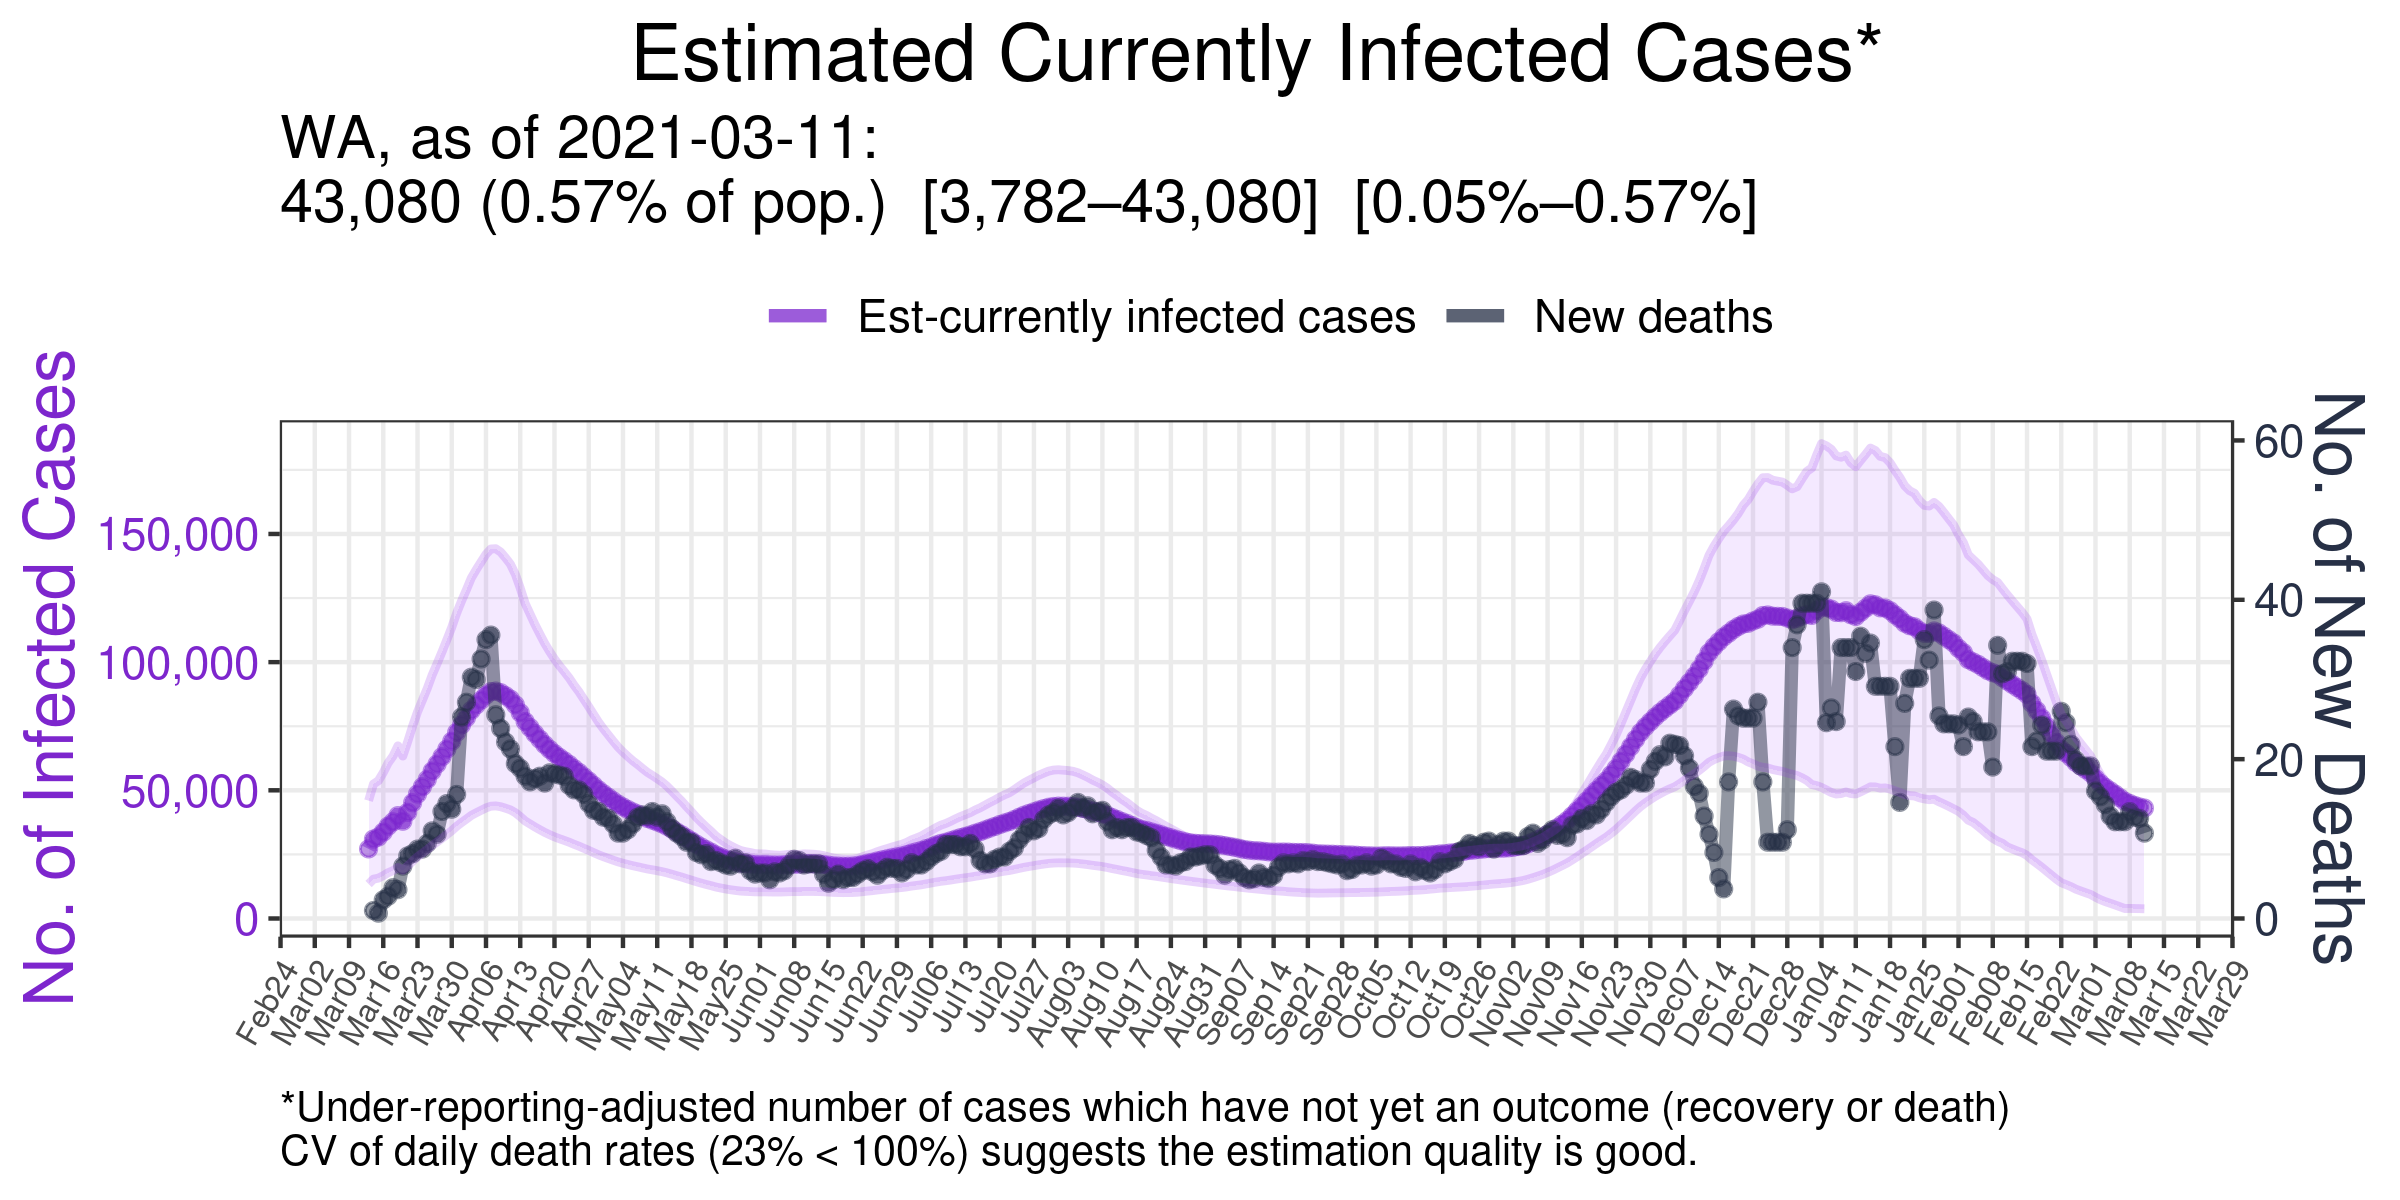 Estimated Currently Infected Cases*
WA, as of 2021-03-11:
43,080 (0.57% of pop.) [3,782–43,080] [0.05%–0.57%]
Est-currently infected cases
New deaths
No. of Infected Cases
150,000
100,000
50,000
0
60
40
20
0
No. of New Deaths
Feb24
Mar02
Mar09
Mar16
Mar23
Mar30
Apr06
Apr13
Apr20
Apr27
May04
May11
May18
May25
Jun01
Jun08
Jun15
Jun22
Jun29
Jul06
Jul13
Jul20
Jul27
Aug03
Aug10
Aug17
Aug24
Aug31
Sep07
Sep14
Sep21
Sep28
Oct05
Oct12
Oct19
Oct26
Nov02
Nov09
Nov16
Nov23
Nov30
Dec07
Dec14
Dec21
Dec28
Jan04
Jan11
Jan18
Jan25
Feb01
Feb08
Feb15
Feb22
Mar01
Mar08
Mar15
Mar22
Mar29
*Under-reporting-adjusted number of cases which have not yet an outcome (recovery or death)
CV of daily death rates (23% < 100%) suggests the estimation quality is good.